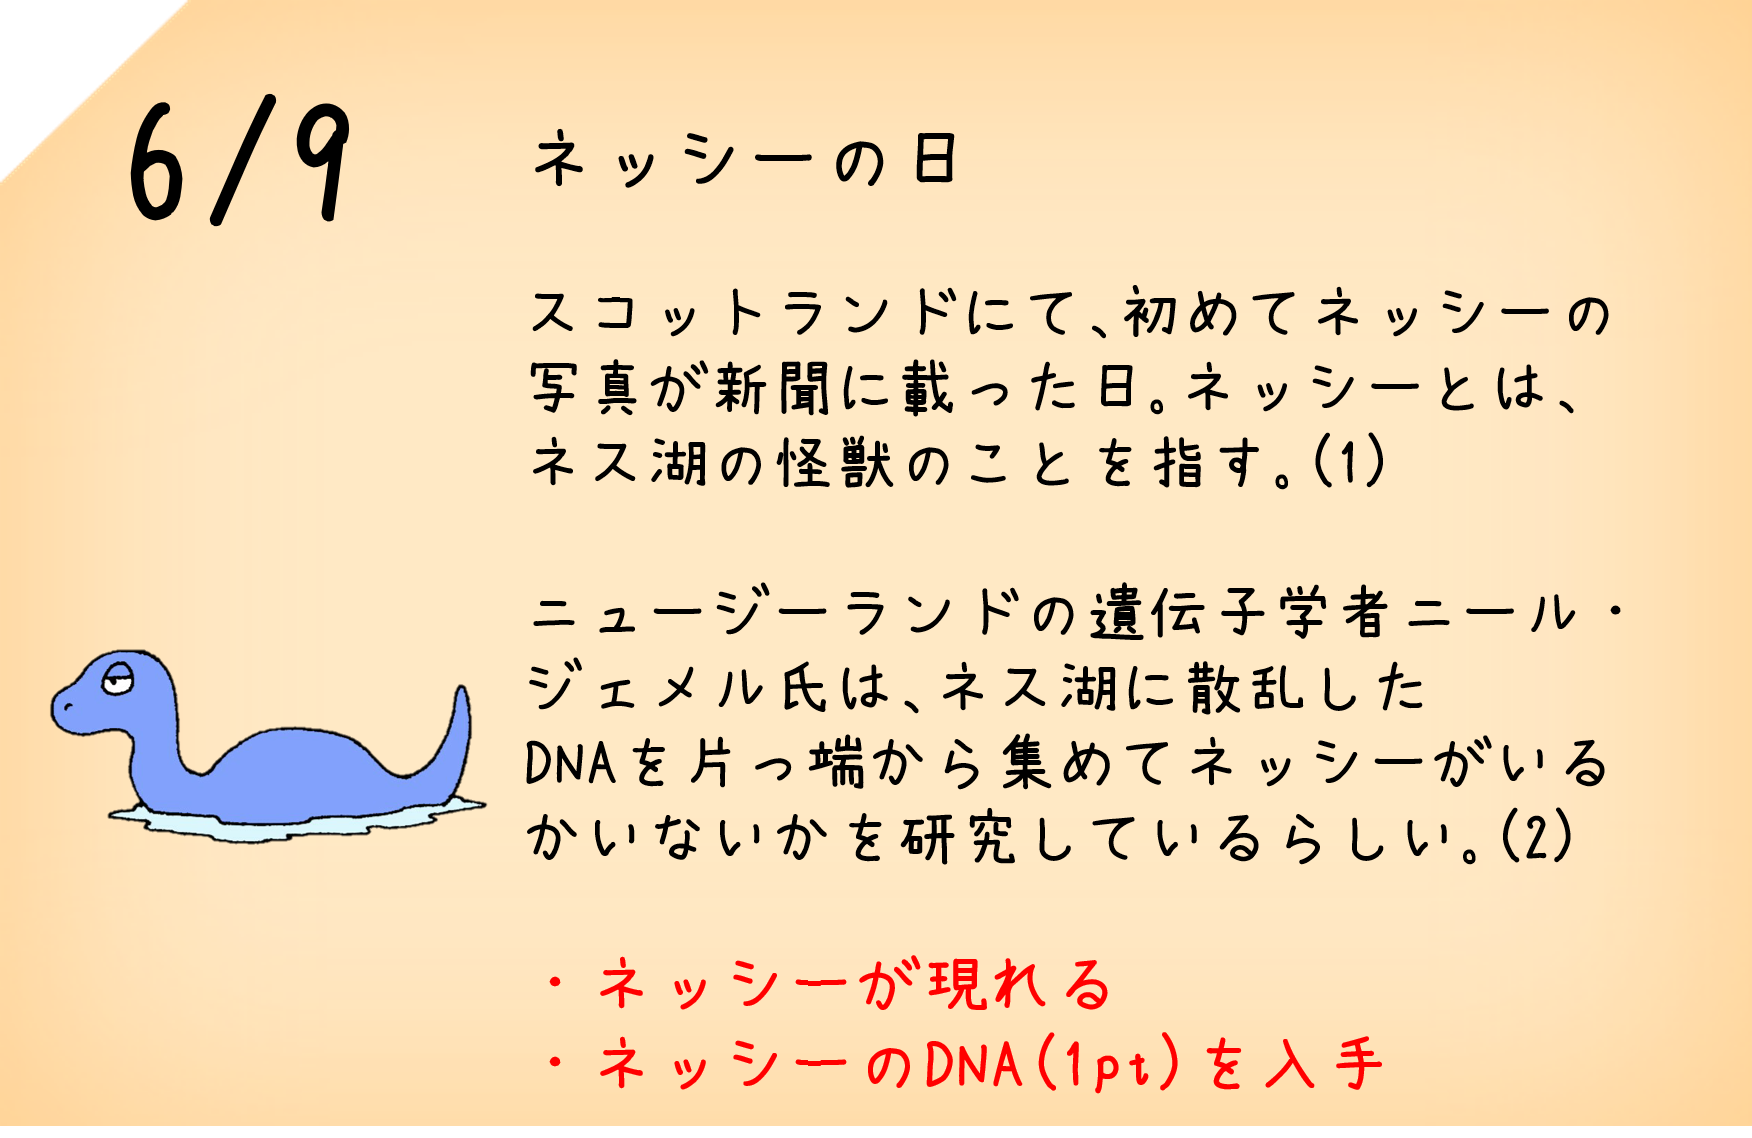 6/9
ネッシーの日
スコットランドにて、初めてネッシーの
写真が新聞に載った日。ネッシーとは、
ネス湖の怪獣のことを指す。(1)
ニュージーランドの遺伝子学者ニール・
ジェメル氏は、ネス湖に散乱した
DNAを片っ端から集めてネッシーがいる
かいないかを研究しているらしい。(2)
・ネッシーが現れる
・ネッシーのDNA(1pt)を入手